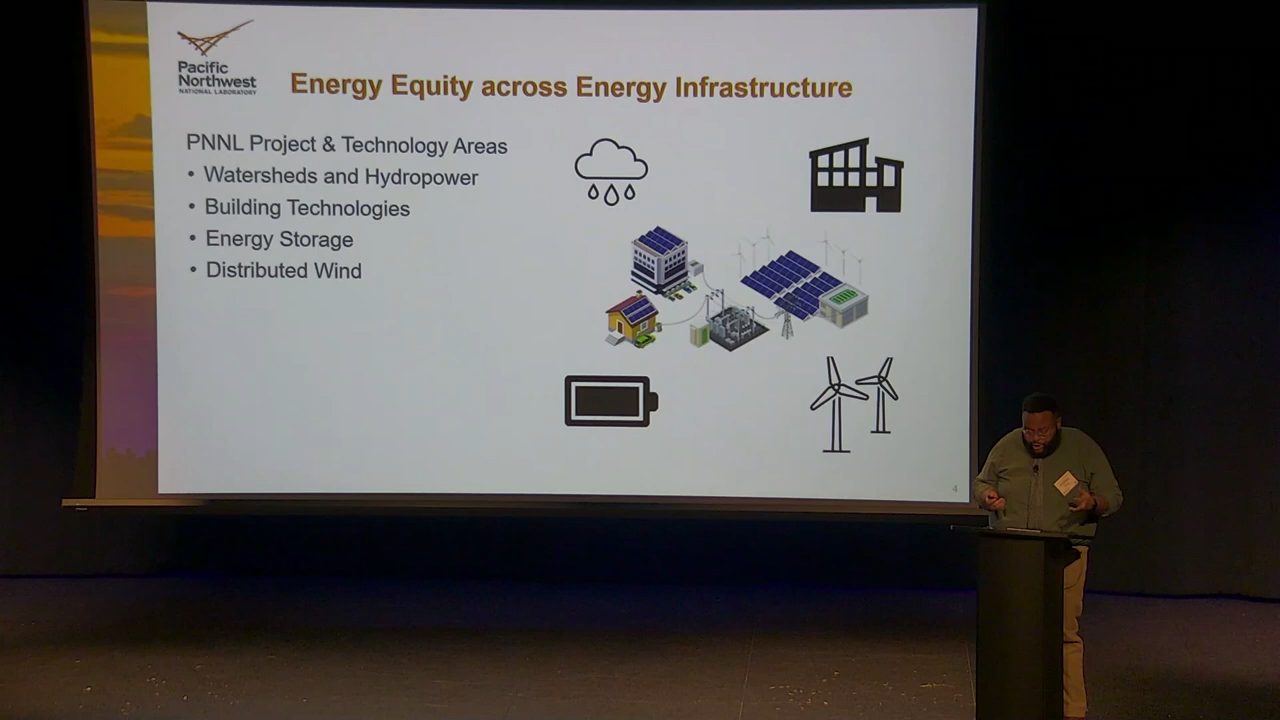 Pacific
Northwest
NATIONAL LABORATORY
Energy Equity across Energy Infrastructure
PNNL Project & Technology Areas
• Watersheds and Hydropower
• Building Technologies
• Energy Storage
• Distributed Wind
4